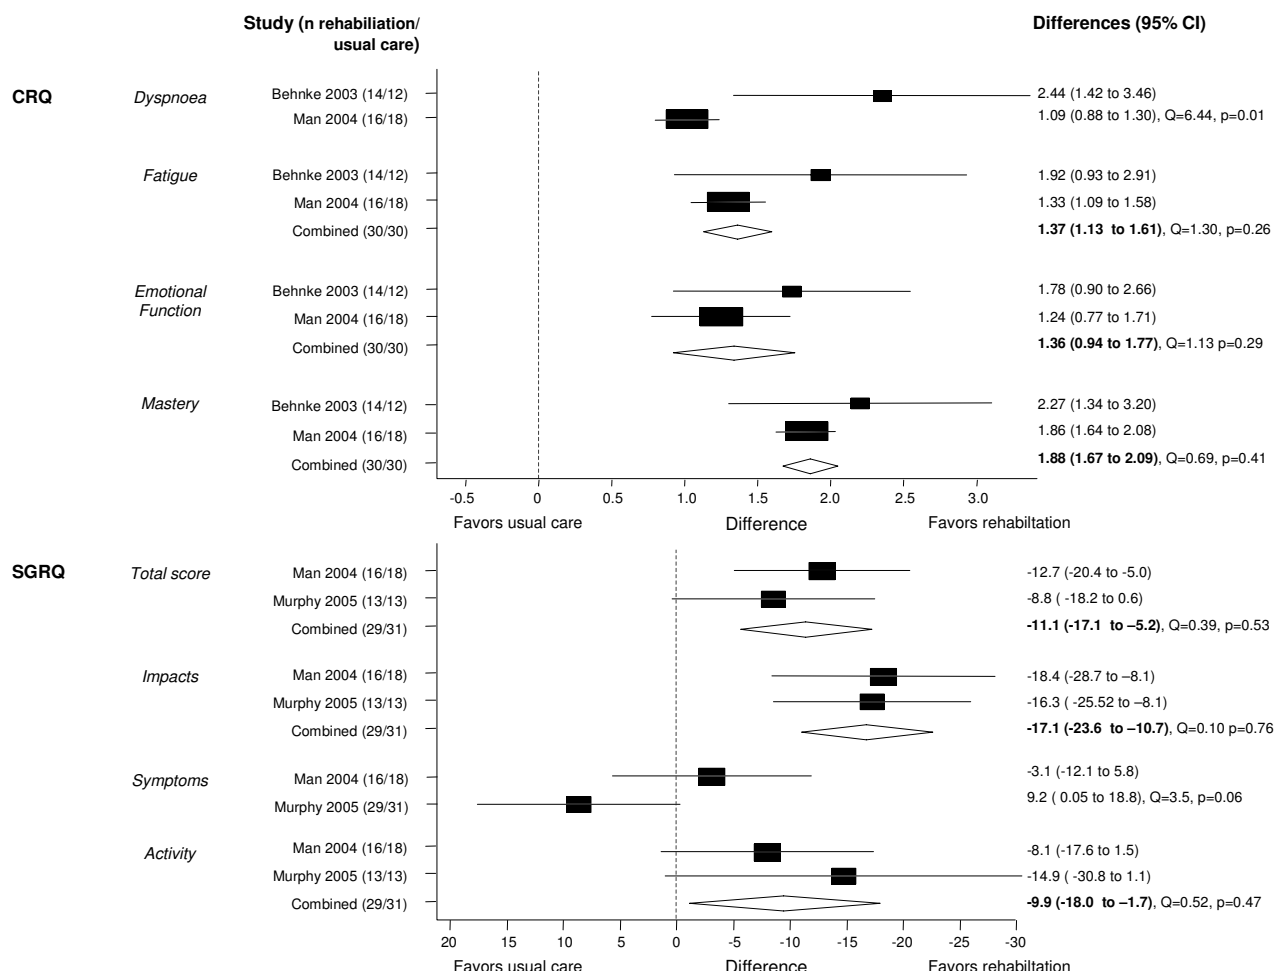 Study (n rehabiliation/ usual care)
Differences (95% CI)
CRQ
Dyspnoea
Behnke 2003 (14/12) 2.44 (1.42 to 3.46)
Man 2004 (16/18) 1.09 (0.88 to 1.30), Q=6.44, p=0.01
Fatigue
Behnke 2003 (14/12) 1.92 (0.93 to 2.91)
Man 2004 (16/18) 1.33 (1.09 to 1.58)
Combined (30/30) 1.37 (1.13 to 1.61), Q=1.30, p=0.26
Emotional
Function
Behnke 2003 (14/12) 1.78 (0.90 to 2.66)
Man 2004 (16/18) 1.24 (0.77 to 1.71)
Combined (30/30) 1.36 (0.94 to 1.77), Q=1.13 p=0.29
Mastery
Behnke 2003 (14/12) 2.27 (1.34 to 3.20)
Man 2004 (16/18) 1.86 (1.64 to 2.08)
Combined (30/30) 1.88 (1.67 to 2.09), Q=0.69, p=0.41
-0.5 0 0.5 1.0 1.5 2.0 2.5 3.0
Favors usual care Difference Favors rehabiltation
SGRQ
Total score
Man 2004 (16/18) -12.7 (-20.4 to -5.0)
Murphy 2005 (13/13) -8.8 ( -18.2 to 0.6)
Combined (29/31) -11.1 (-17.1 to –5.2), Q=0.39, p=0.53
Impacts
Man 2004 (16/18) -18.4 (-28.7 to –8.1)
Murphy 2005 (13/13) -16.3 ( -25.52 to –8.1)
Combined (29/31) -17.1 (-23.6 to –10.7), Q=0.10 p=0.76
Symptoms
Man 2004 (16/18) -3.1 (-12.1 to 5.8)
Murphy 2005 (29/31) 9.2 ( 0.05 to 18.8), Q=3.5, p=0.06
Activity
Man 2004 (16/18) -8.1 (-17.6 to 1.5)
Murphy 2005 (13/13) -14.9 ( -30.8 to 1.1)
Combined (29/31) -9.9 (-18.0 to –1.7), Q=0.52, p=0.47
20 15 10 5 0 -5 -10 -15 -20 -25 -30
Favors usual care Difference Favors rehabiltation